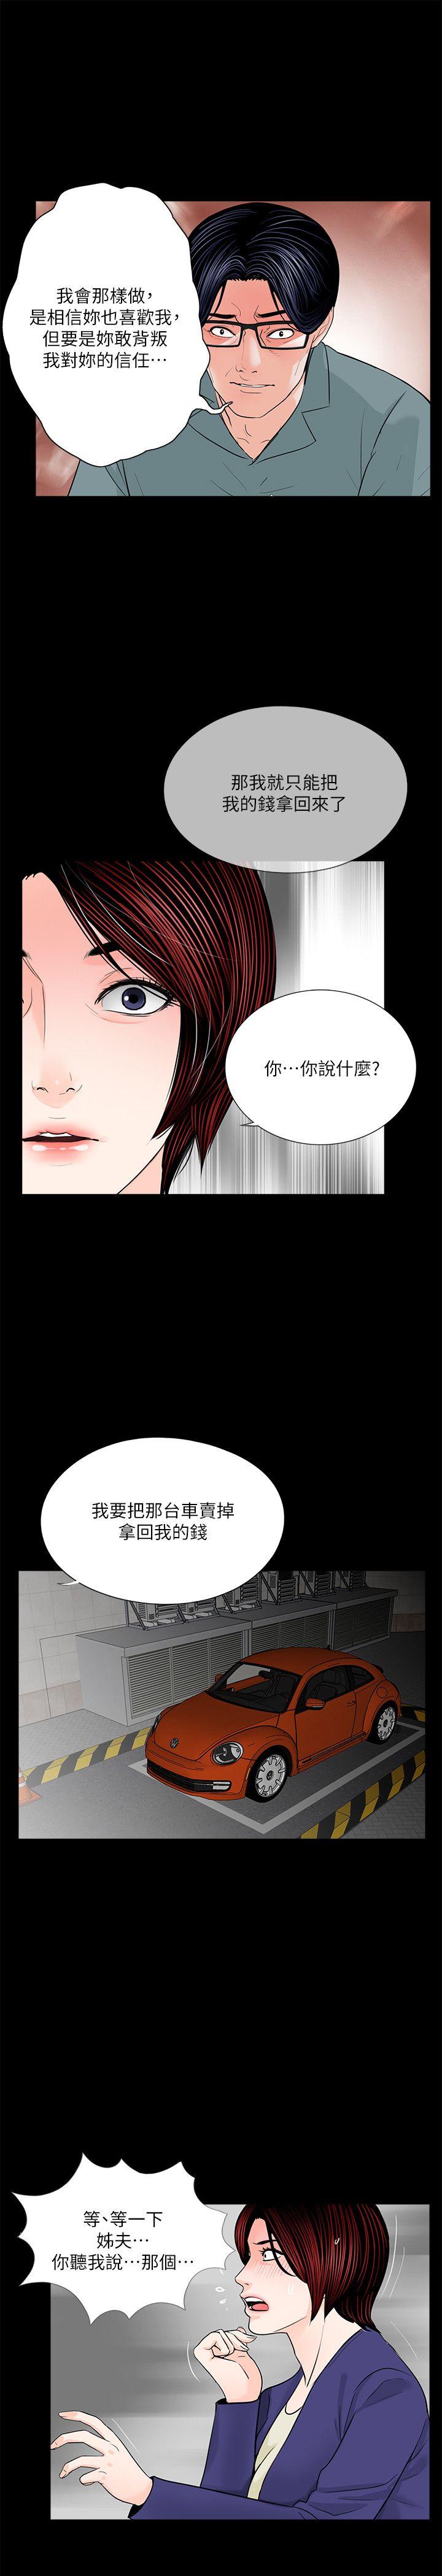 我會那樣做，
是相信妳也喜歡我，
但要是妳敢背叛
我對妳的信任⋯
那我就只能把
我的錢拿回來了
你⋯你說什麼?
我要把那台車賣掉
拿回我的錢
等、等一下
姊夫⋯
你聽我說⋯那個⋯